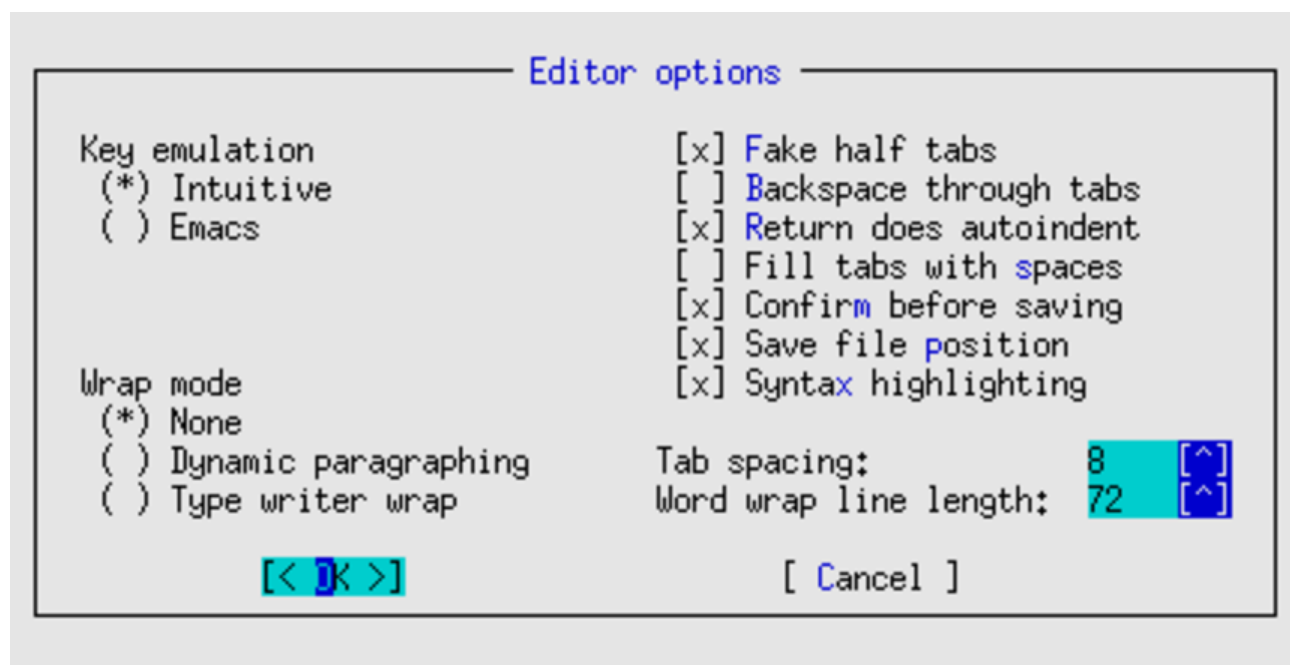 Editor options
Key emulation
(*) Intuitive
( ) Emacs
Wrap mode
(*) None
( ) Dynamic paragraphing
( ) Type writer wrap
[x] Fake half tabs
[ ] Backspace through tabs
[x] Return does autoindent
[ ] Fill tabs with spaces
[x] Confirm before saving
[x] Save file position
[x] Syntax highlighting
Tab spacing: 8 [^]
Word wrap line length: 72 [^]
[< OK >]
[ Cancel ]